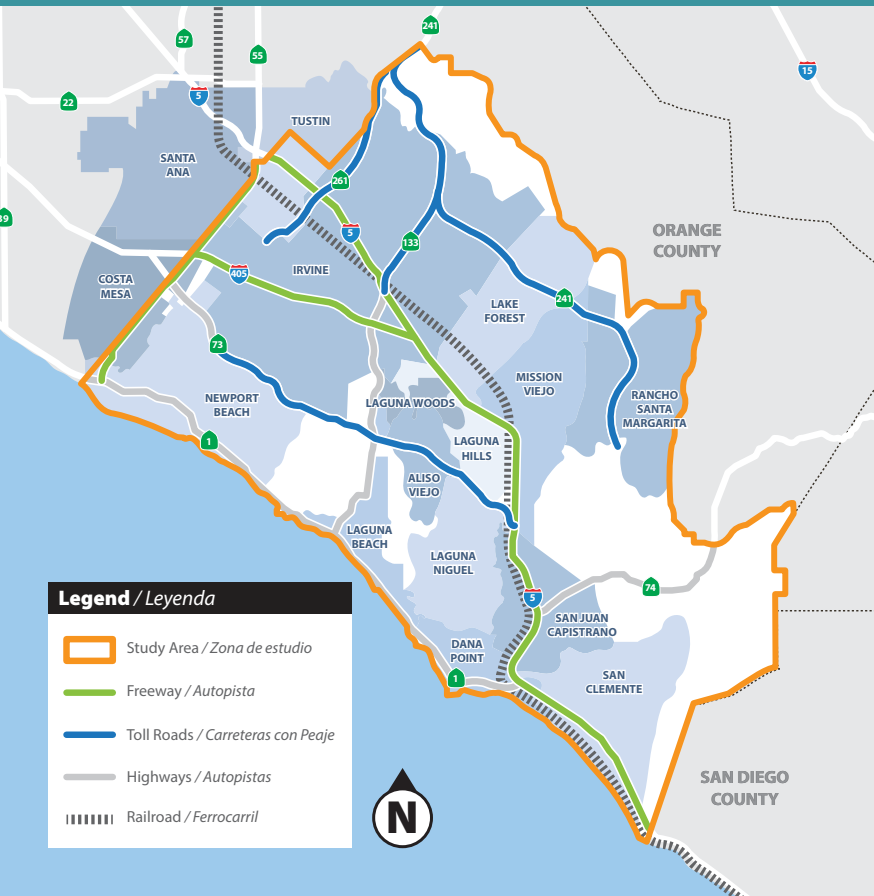 241
57
55
5
15
22
TUSTIN
SANTA
ANA
261
19
5
133
ORANGE
COUNTY
405
IRVINE
COSTA
MESA
241
LAKE
FOREST
73
MISSION
VIEJO
RANCHO
SANTA
MARGARITA
NEWPORT
BEACH
LAGUNA WOODS
1
LAGUNA
HILLS
ALISO
VIEJO
LAGUNA
BEACH
LAGUNA
NIGUEL
74
5
SAN JUAN
CAPISTRANO
DANA
POINT
1
SAN
CLEMENTE
SAN DIEGO
COUNTY
Legend / Leyenda
Study Area / Zona de estudio
Freeway / Autopista
Toll Roads / Carreteras con Peaje
Highways / Autopistas
Railroad / Ferrocarril
N